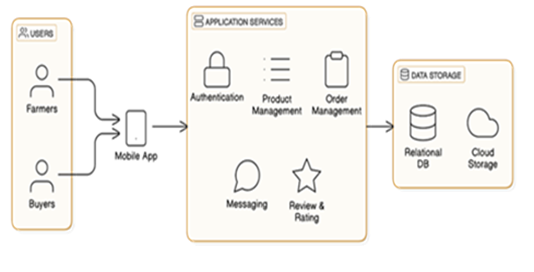 USERS
Farmers
Buyers
Mobile App
APPLICATION SERVICES
Authentication
Product
Management
Order
Management
Messaging
Review &
Rating
DATA STORAGE
Relational
DB
Cloud
Storage